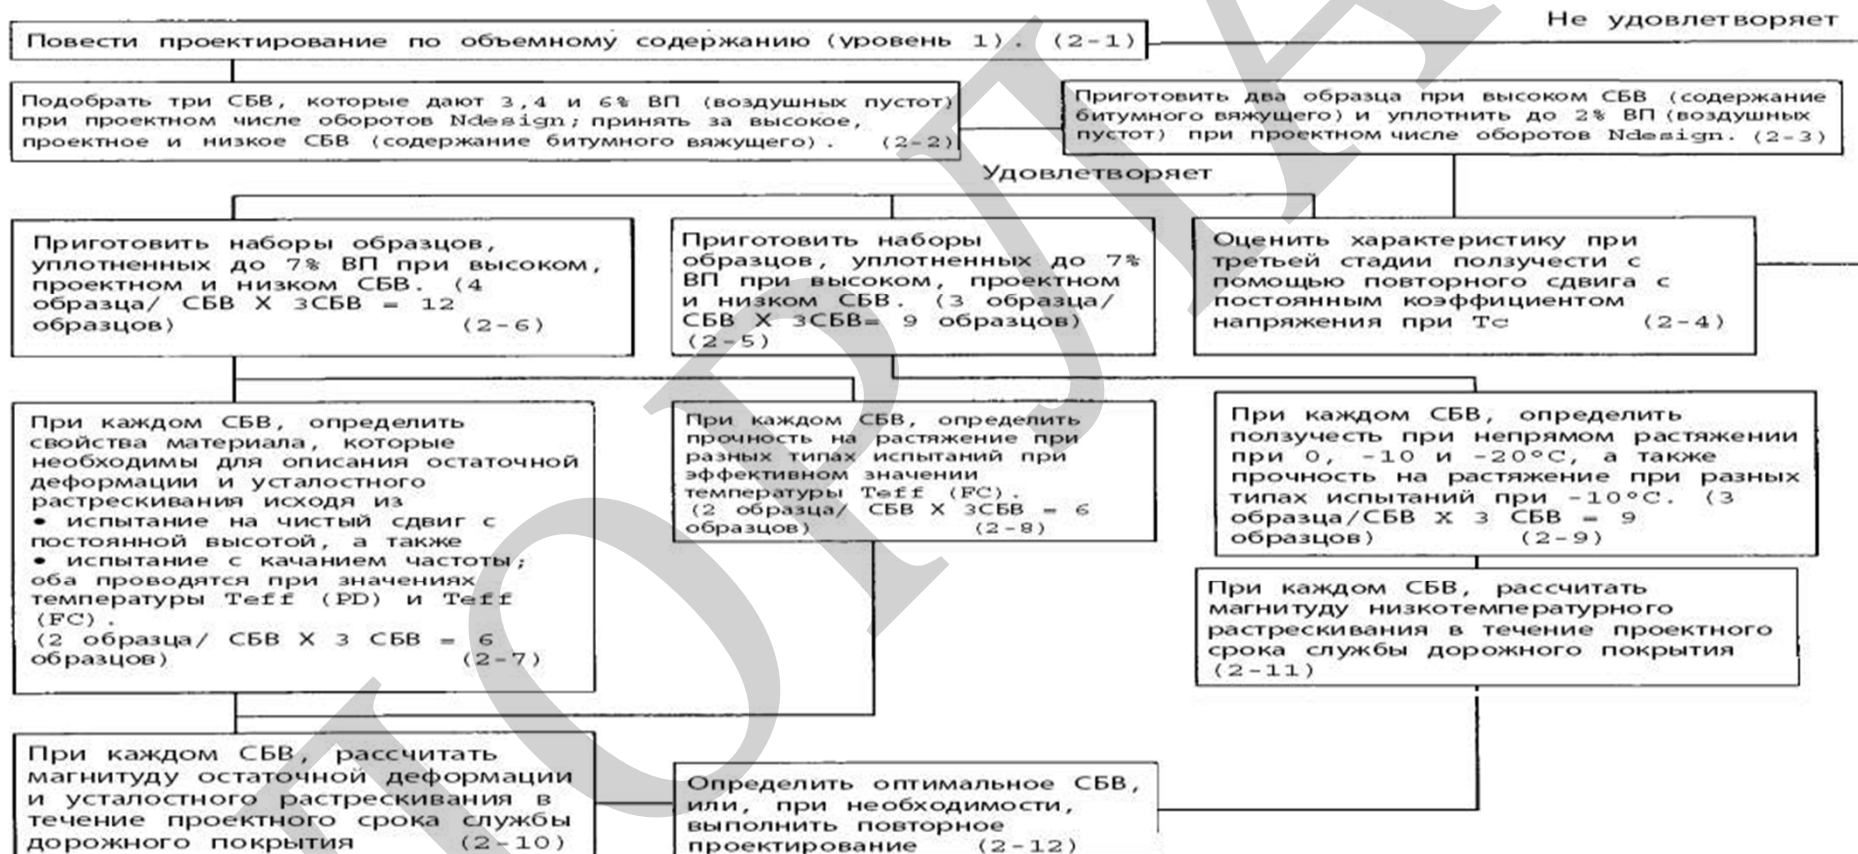 Не удовлетворяет
Повести проектирование по объемному содержанию (уровень 1). (2-1)
Подобрать три СБВ, которые дают 3,4 и 6% ВП (воздушных пустот)
при проектном числе оборотов Ndesign; принять за высокое,
проектное и низкое СБВ (содержание битумного вяжущего). (2-2)
Приготовить два образца при высоком СБВ (содержание
битумного вяжущего) и уплотнить до 2% ВП (воздушных
пустот) при проектном числе оборотов Ndesign. (2-3)
Удовлетворяет
Приготовить наборы образцов,
уплотненных до 7% ВП при высоком,
проектном и низком СБВ. (4
образца/ СБВ X 3СБВ = 12
образцов) (2-6)
Приготовить наборы
образцов, уплотненных до 7%
ВП при высоком, проектном
и низком СБВ. (3 образца/
СБВ X 3СБВ= 9 образцов)
(2-5)
Оценить характеристику при
третьей стадии ползучести с
помощью повторного сдвига с
постоянным коэффициентом
напряжения при Tc (2-4)
При каждом СБВ, определить
свойства материала, которые
необходимы для описания остаточной
деформации и усталостного
растрескивания исходя из
• испытание на чистый сдвиг с
постоянной высотой, а также
• испытание с качанием частоты;
оба проводятся при значениях
температуры Teff (PD) и Teff
(FC).
(2 образца/ СБВ X 3 СБВ = 6
образцов) (2-7)
При каждом СБВ, определить
прочность на растяжение при
разных типах испытаний при
эффективном значении
температуры Teff (FC).
(2 образца/ СБВ X 3СБВ = 6
образцов) (2-8)
При каждом СБВ, определить
ползучесть при непрямом растяжении
при 0, -10 и -20°С, а также
прочность на растяжение при разных
типах испытаний при -10°С. (3
образца/СБВ X 3 СБВ = 9
образцов) (2-9)
При каждом СБВ, рассчитать
магнитуду низкотемпературного
растрескивания в течение проектного
срока службы дорожного покрытия
(2-11)
При каждом СБВ, рассчитать
магнитуду остаточной деформации
и усталостного растрескивания в
течение проектного срока службы
дорожного покрытия (2-10)
Определить оптимальное СБВ,
или, при необходимости,
выполнить повторное
проектирование (2-12)